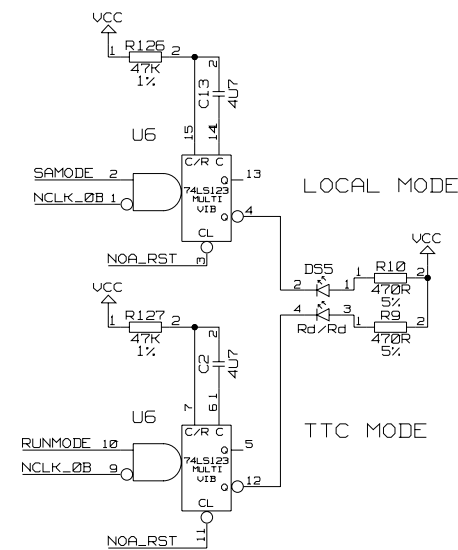 VCC
1 R126 2
47K
1%
C13
4U7
2
U6
15
14
1
C/R C
SAMODE 2
NCLK_0B 1
Q 13
74LS123
MULTI
VIB
Q 4
CL
NOA_RST
3
LOCAL MODE
VCC
DS5
2 1
1 R10 2
470R
5%
4 3
Rd/Rd
1 R9 2
470R
5%
VCC
1 R127 2
47K
1%
C2
4U7
2
U6
7
6
1
C/R C
RUNMODE 10
NCLK_0B 9
Q 5
74LS123
MULTI
VIB
Q 12
CL
NOA_RST
11
TTC MODE